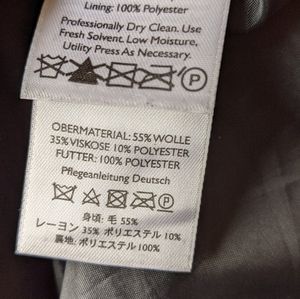 Lining: 100% Polyester
Professionally Dry Clean. Use
Fresh Solvent. Low Moisture,
Utility Press As Necessary.
P
OBERMATERIAL: 55% WOLLE
35% VISKOSE 10% POLYESTER
FUTTER: 100% POLYESTER
Pflegeanleitung Deutsch
P
身頃: 毛 55%
レーヨン 35% ポリエステル 10%
裏地: ポリエステル 100%